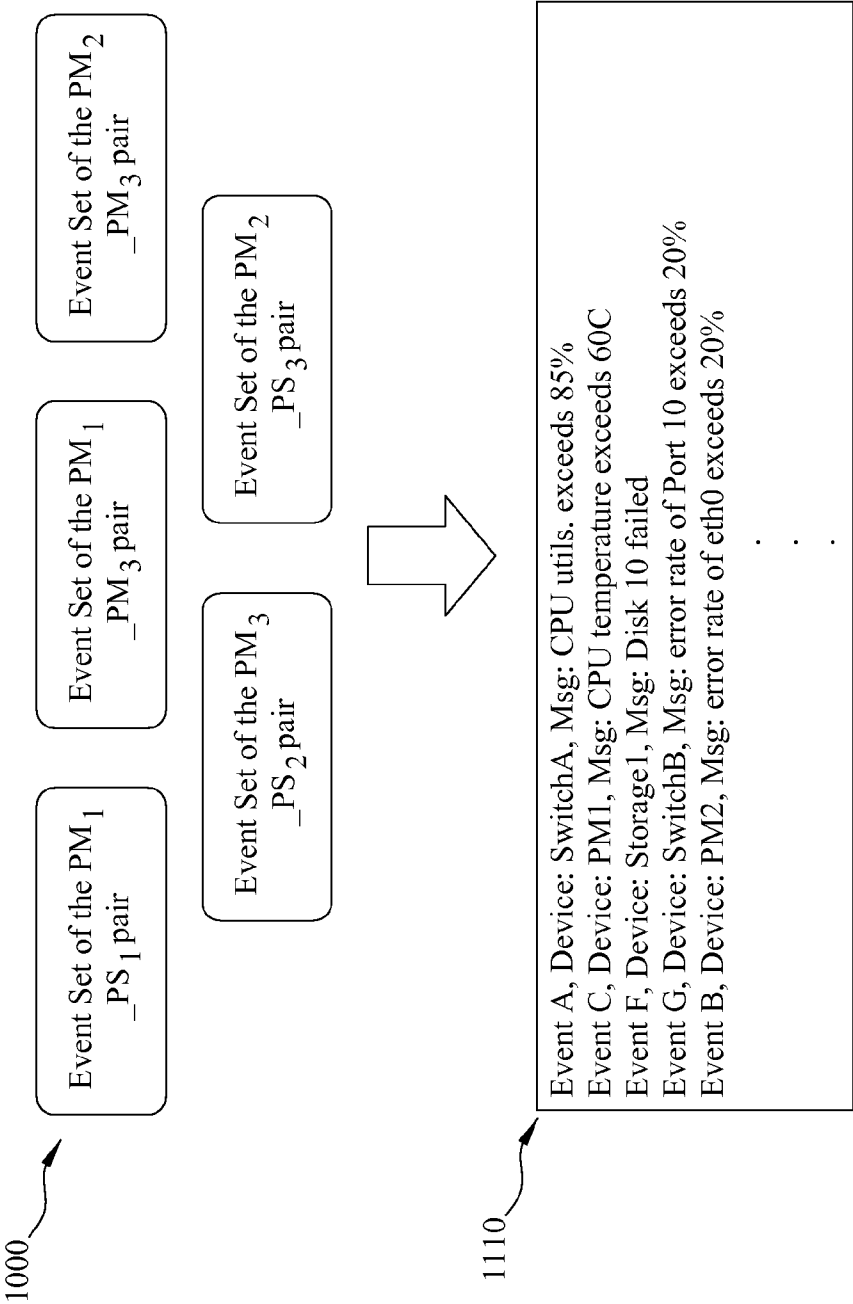 1000
Event Set of the PM1
_PS1 pair
Event Set of the PM1
_PM3 pair
Event Set of the PM2
_PM3 pair
Event Set of the PM3
_PS2 pair
Event Set of the PM2
_PS3 pair
1110
Event A, Device: SwitchA, Msg: CPU utils. exceeds 85%
Event C, Device: PM1, Msg: CPU temperature exceeds 60C
Event F, Device: Storage1, Msg: Disk 10 failed
Event G, Device: SwitchB, Msg: error rate of Port 10 exceeds 20%
Event B, Device: PM2, Msg: error rate of eth0 exceeds 20%
. . .